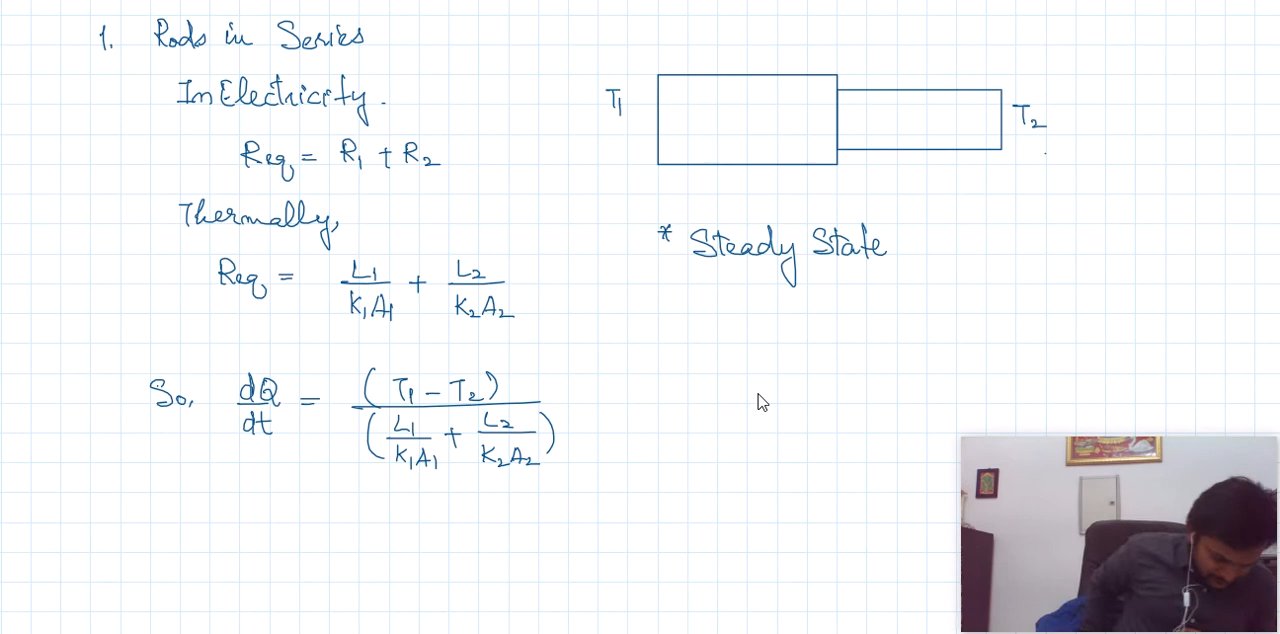 1. Rods in Series
In Electricity.
Req = R1 + R2
Thermally,
Req = L1/K1A1 + L2/K2A2
So, dQ/dt = (T1 - T2)/(L1/K1A1 + L2/K2A2)
T1
T2
* Steady State